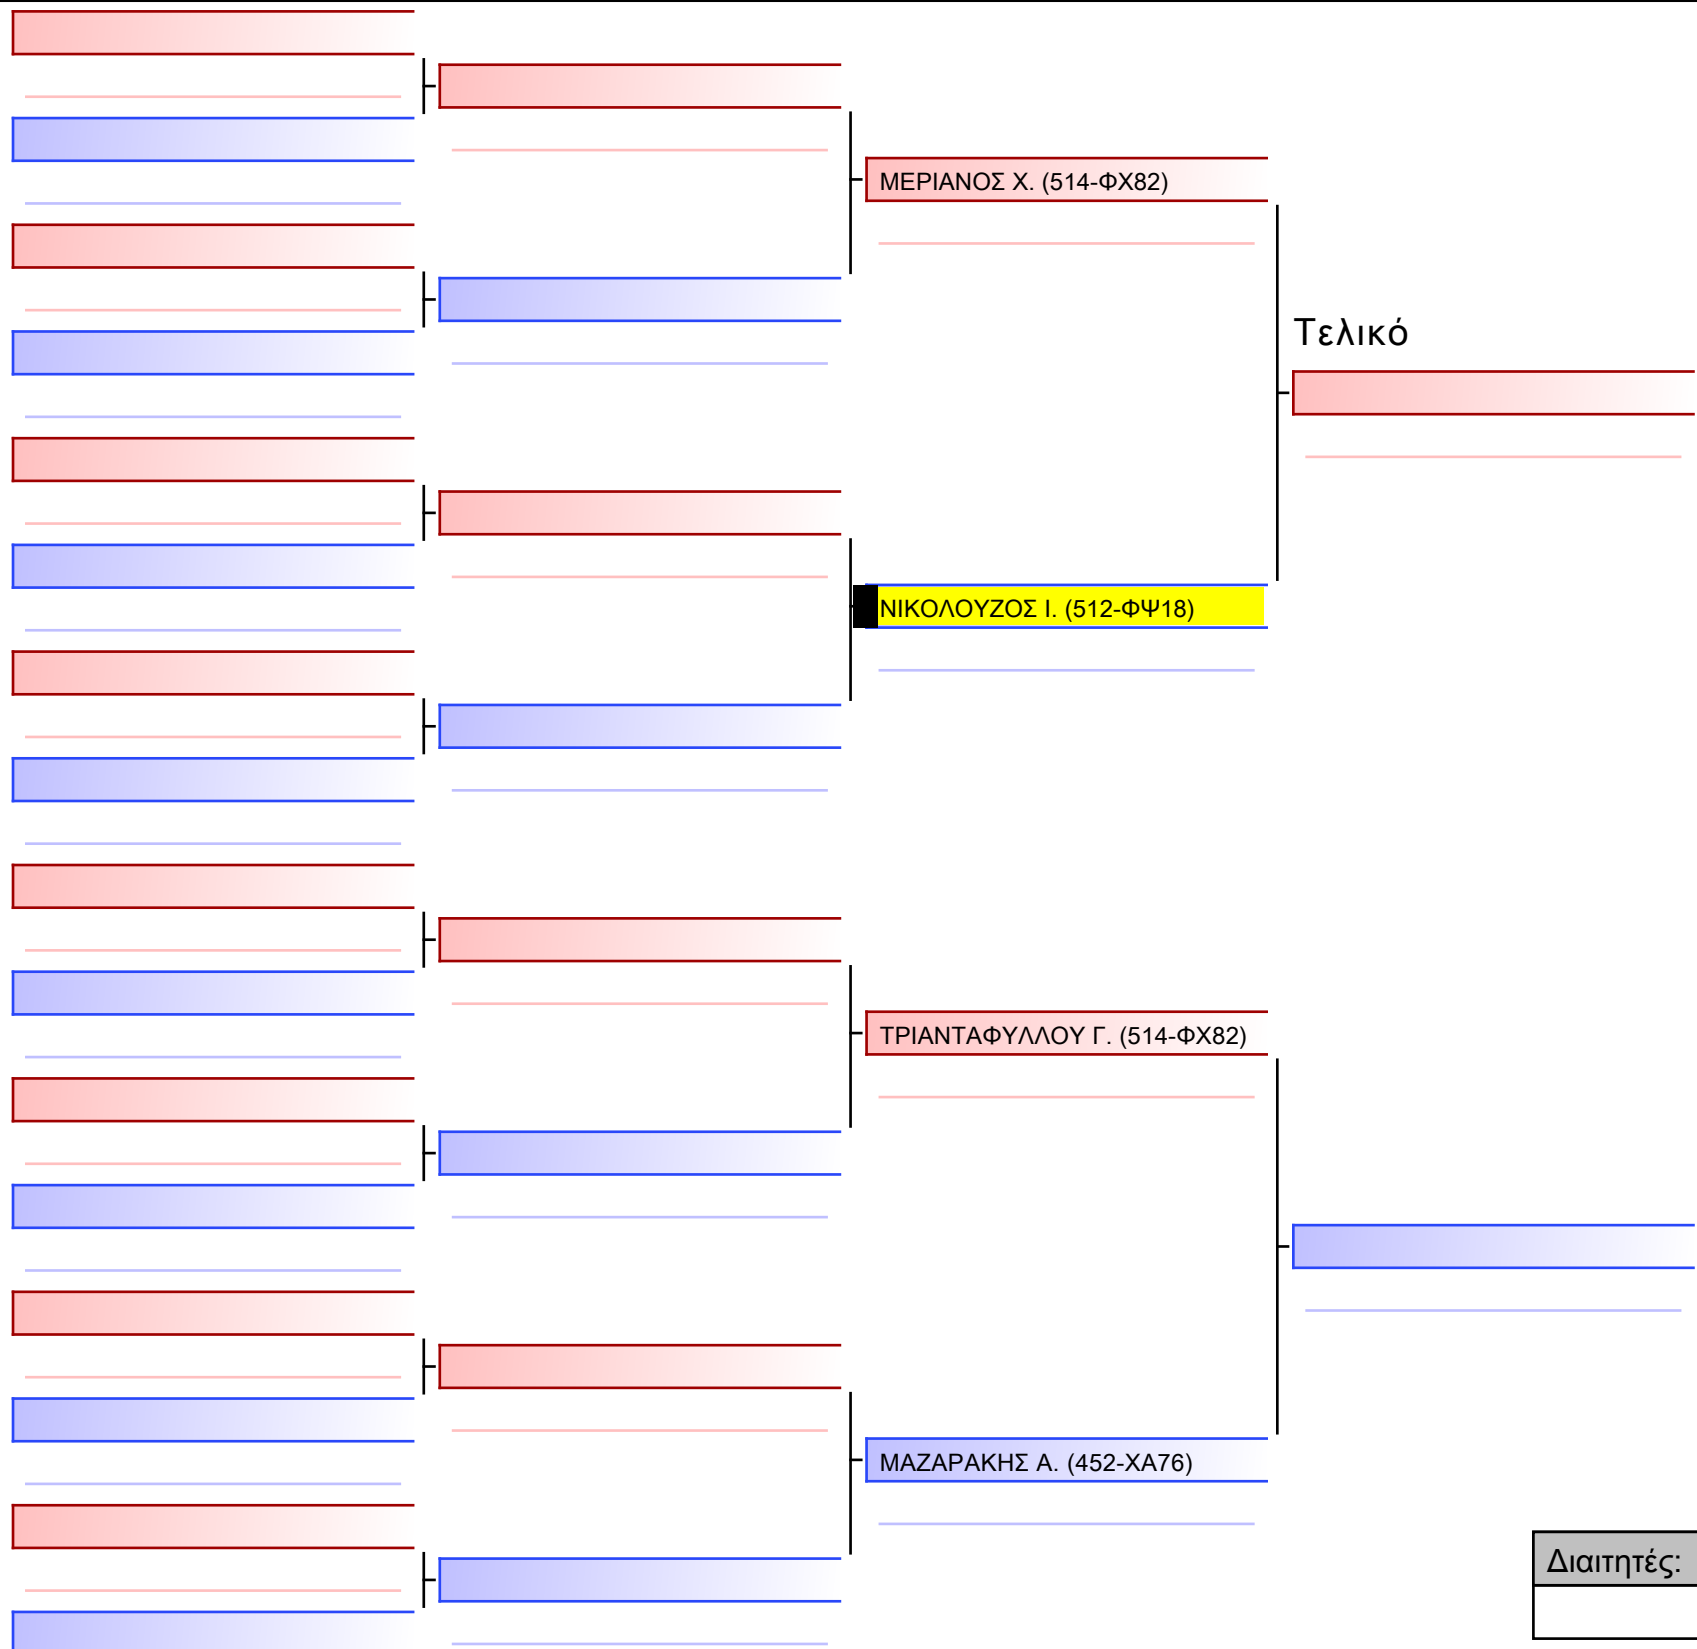 ΜΕΡΙΑΝΟΣ Χ. (514-ΦΧ82)
Τελικό
ΝΙΚΟΛΟΥΖΟΣ Ι. (512-ΦΨ18)
ΤΡΙΑΝΤΑΦΥΛΛΟΥ Γ. (514-ΦΧ82)
ΜΑΖΑΡΑΚΗΣ Α. (452-ΧΑ76)
Διαιτητές: